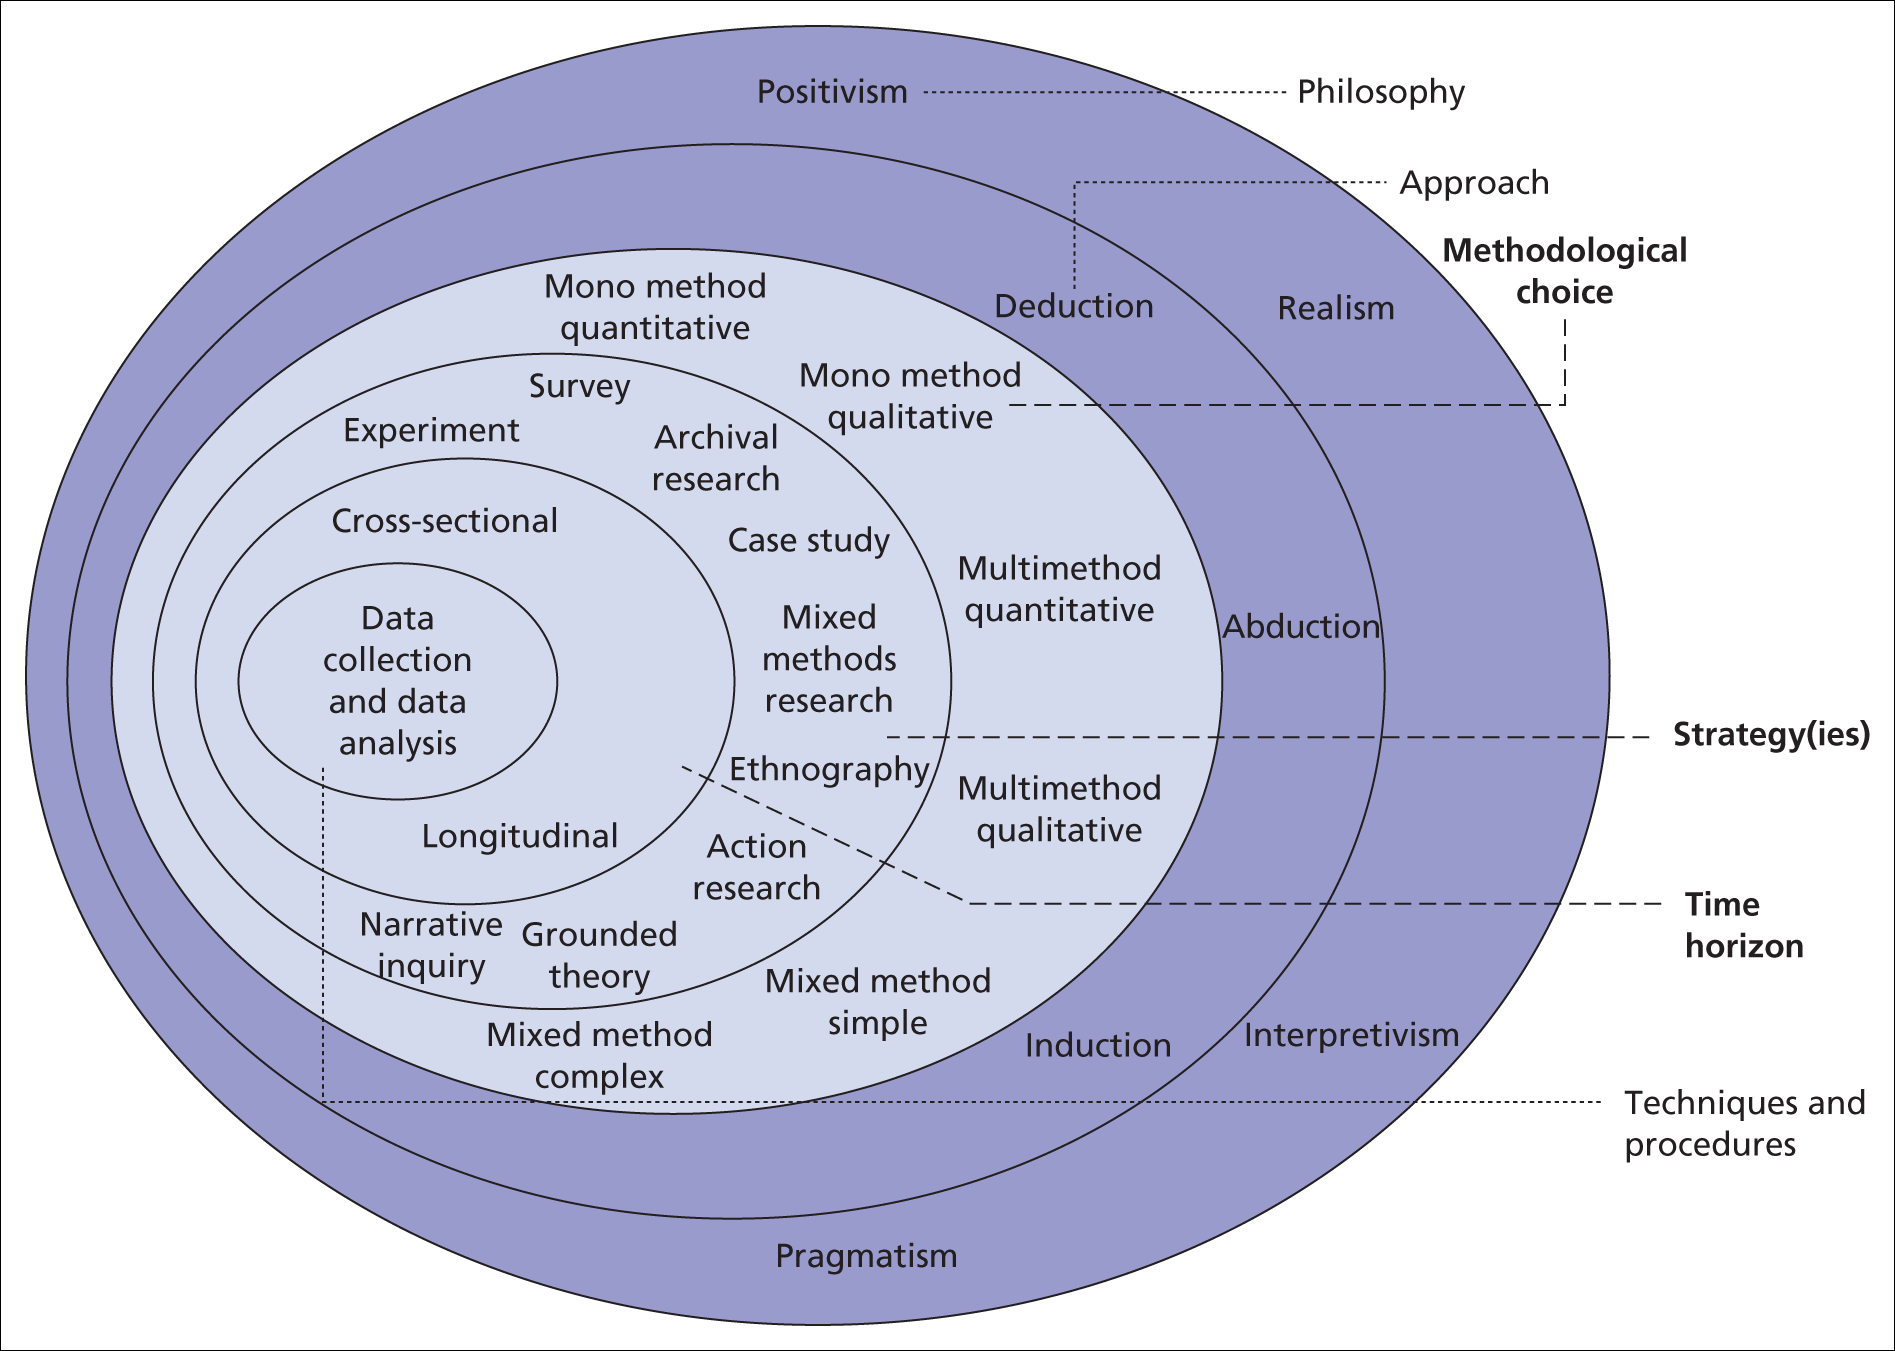 Positivism
Philosophy
Approach
Methodological
choice
Mono method
quantitative
Deduction
Realism
Mono method
qualitative
Survey
Experiment
Archival
research
Cross-sectional
Case study
Multimethod
quantitative
Data
collection
and data
analysis
Mixed
methods
research
Abduction
Strategy(ies)
Ethnography
Multimethod
qualitative
Longitudinal
Action
research
Time
horizon
Narrative
inquiry
Grounded
theory
Mixed method
simple
Mixed method
complex
Induction
Interpretivism
Techniques and
procedures
Pragmatism